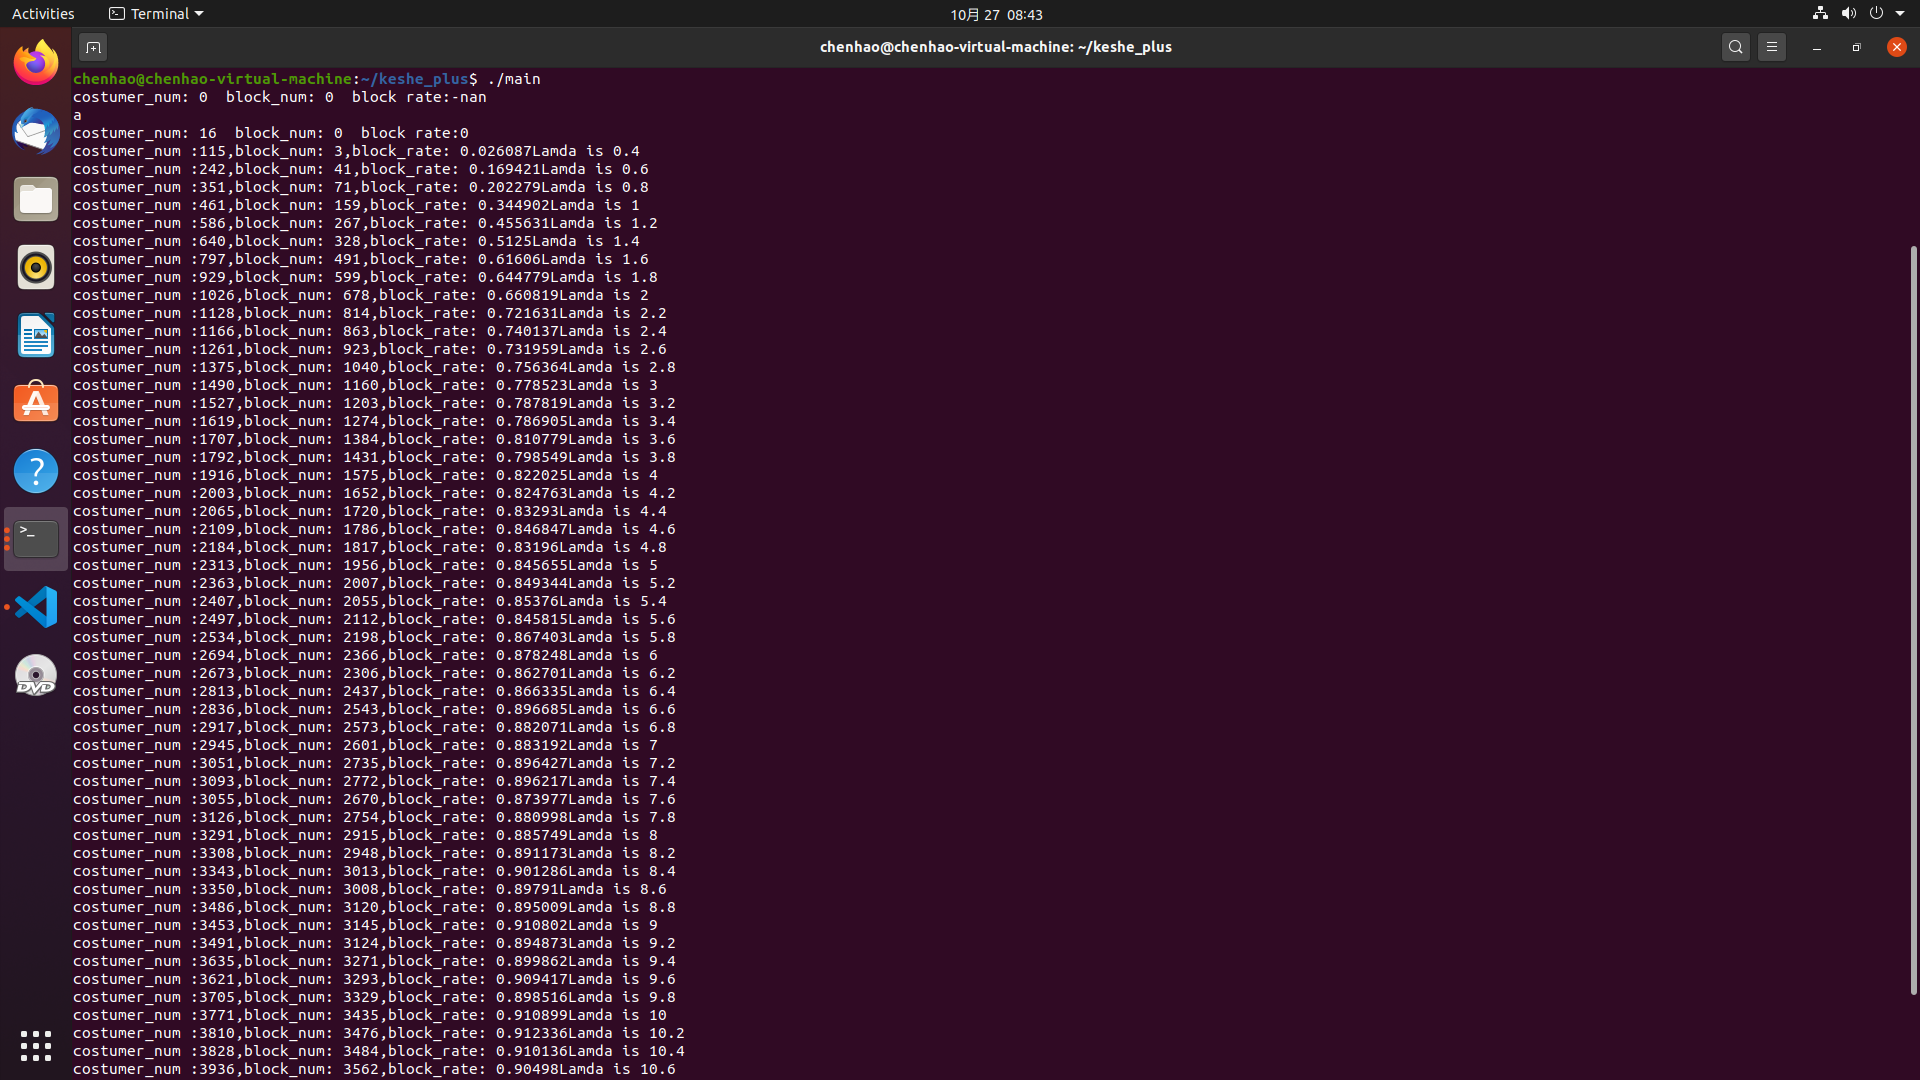 Activities
Terminal
10月 27 08:43
chenhao@chenhao-virtual-machine: ~/keshe_plus
chenhao@chenhao-virtual-machine:~/keshe_plus$ ./main
costumer_num: 0  block_num: 0  block rate:-nan
a
costumer_num: 16  block_num: 0  block rate:0
costumer_num :115,block_num: 3,block_rate: 0.026087Lamda is 0.4
costumer_num :242,block_num: 41,block_rate: 0.169421Lamda is 0.6
costumer_num :351,block_num: 71,block_rate: 0.202279Lamda is 0.8
costumer_num :461,block_num: 159,block_rate: 0.344902Lamda is 1
costumer_num :586,block_num: 267,block_rate: 0.455631Lamda is 1.2
costumer_num :640,block_num: 328,block_rate: 0.5125Lamda is 1.4
costumer_num :797,block_num: 491,block_rate: 0.61606Lamda is 1.6
costumer_num :929,block_num: 599,block_rate: 0.644779Lamda is 1.8
costumer_num :1026,block_num: 678,block_rate: 0.660819Lamda is 2
costumer_num :1128,block_num: 814,block_rate: 0.721631Lamda is 2.2
costumer_num :1166,block_num: 863,block_rate: 0.740137Lamda is 2.4
costumer_num :1261,block_num: 923,block_rate: 0.731959Lamda is 2.6
costumer_num :1375,block_num: 1040,block_rate: 0.756364Lamda is 2.8
costumer_num :1490,block_num: 1160,block_rate: 0.778523Lamda is 3
costumer_num :1527,block_num: 1203,block_rate: 0.787819Lamda is 3.2
costumer_num :1619,block_num: 1274,block_rate: 0.786905Lamda is 3.4
costumer_num :1707,block_num: 1384,block_rate: 0.810779Lamda is 3.6
costumer_num :1792,block_num: 1431,block_rate: 0.798549Lamda is 3.8
costumer_num :1916,block_num: 1575,block_rate: 0.822025Lamda is 4
costumer_num :2003,block_num: 1652,block_rate: 0.824763Lamda is 4.2
costumer_num :2065,block_num: 1720,block_rate: 0.83293Lamda is 4.4
costumer_num :2109,block_num: 1786,block_rate: 0.846847Lamda is 4.6
costumer_num :2184,block_num: 1817,block_rate: 0.83196Lamda is 4.8
costumer_num :2313,block_num: 1956,block_rate: 0.845655Lamda is 5
costumer_num :2363,block_num: 2007,block_rate: 0.849344Lamda is 5.2
costumer_num :2407,block_num: 2055,block_rate: 0.85376Lamda is 5.4
costumer_num :2497,block_num: 2112,block_rate: 0.845815Lamda is 5.6
costumer_num :2534,block_num: 2198,block_rate: 0.867403Lamda is 5.8
costumer_num :2694,block_num: 2366,block_rate: 0.878248Lamda is 6
costumer_num :2673,block_num: 2306,block_rate: 0.862701Lamda is 6.2
costumer_num :2813,block_num: 2437,block_rate: 0.866335Lamda is 6.4
costumer_num :2836,block_num: 2543,block_rate: 0.896685Lamda is 6.6
costumer_num :2917,block_num: 2573,block_rate: 0.882071Lamda is 6.8
costumer_num :2945,block_num: 2601,block_rate: 0.883192Lamda is 7
costumer_num :3051,block_num: 2735,block_rate: 0.896427Lamda is 7.2
costumer_num :3093,block_num: 2772,block_rate: 0.896217Lamda is 7.4
costumer_num :3055,block_num: 2670,block_rate: 0.873977Lamda is 7.6
costumer_num :3126,block_num: 2754,block_rate: 0.880998Lamda is 7.8
costumer_num :3291,block_num: 2915,block_rate: 0.885749Lamda is 8
costumer_num :3308,block_num: 2948,block_rate: 0.891173Lamda is 8.2
costumer_num :3343,block_num: 3013,block_rate: 0.901286Lamda is 8.4
costumer_num :3350,block_num: 3008,block_rate: 0.89791Lamda is 8.6
costumer_num :3486,block_num: 3120,block_rate: 0.895009Lamda is 8.8
costumer_num :3453,block_num: 3145,block_rate: 0.910802Lamda is 9
costumer_num :3491,block_num: 3124,block_rate: 0.894873Lamda is 9.2
costumer_num :3635,block_num: 3271,block_rate: 0.899862Lamda is 9.4
costumer_num :3621,block_num: 3293,block_rate: 0.909417Lamda is 9.6
costumer_num :3705,block_num: 3329,block_rate: 0.898516Lamda is 9.8
costumer_num :3771,block_num: 3435,block_rate: 0.910899Lamda is 10
costumer_num :3810,block_num: 3476,block_rate: 0.912336Lamda is 10.2
costumer_num :3828,block_num: 3484,block_rate: 0.910136Lamda is 10.4
costumer_num :3936,block_num: 3562,block_rate: 0.90498Lamda is 10.6
DVD